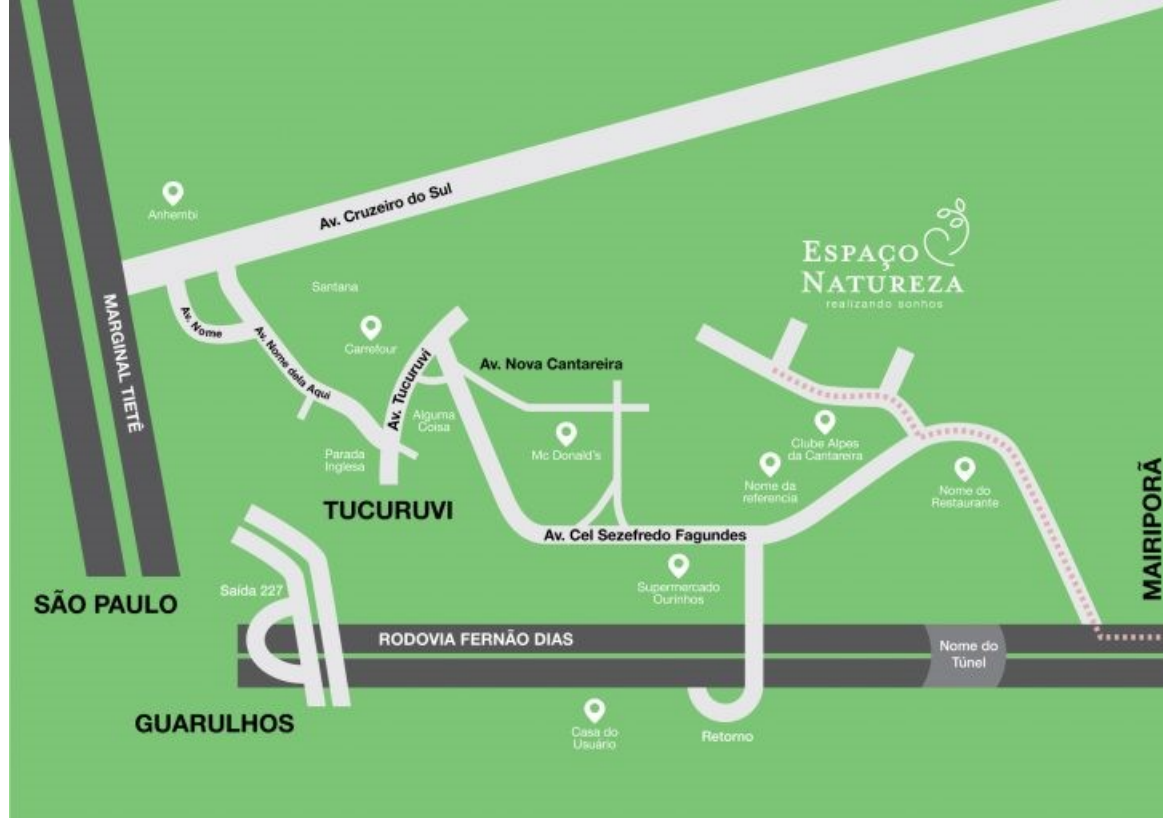 Av. Cruzeiro do Sul
Anhembi
ESPAÇO
NATUREZA
realizando sonhos
Santana
MARGINAL TIETÊ
Av. Nome
Av. Nome dela Aqui
Carrefour
Av. Tucuruvi
Av. Nova Cantareira
Alguma
Coisa
Mc Donald's
Clube Alpes
da Cantareira
Parada
Inglesa
Nome da
referencia
Nome do
Restaurante
MAIRIPORÃ
TUCURUVI
Av. Cel Sezefredo Fagundes
Saída 227
Supermercado
Ourinhos
SÃO PAULO
RODOVIA FERNÃO DIAS
Nome do
Túnel
GUARULHOS
Casa do
Usuário
Retorno